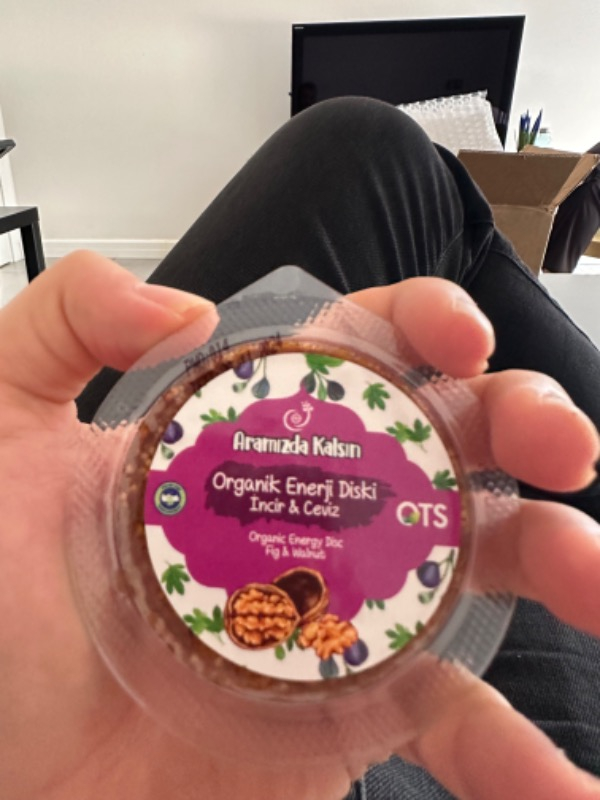 Aramızda Kalsın
Organik Enerji Diski
İncir & Ceviz
OTS
Organic Energy Disc
Fig & Walnut